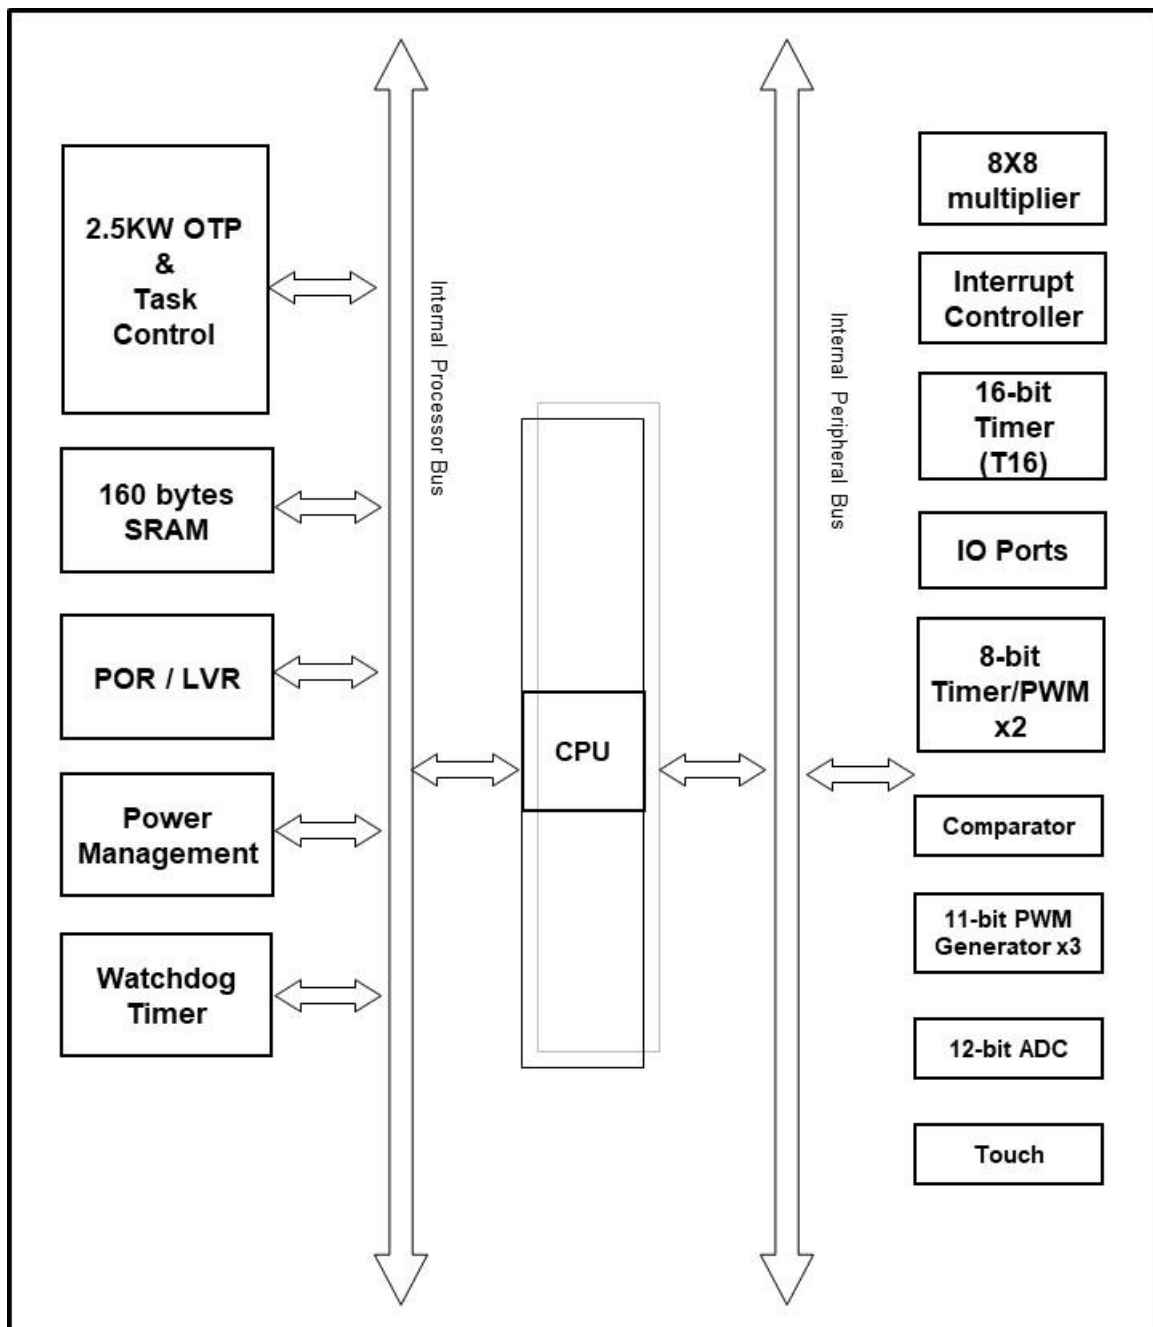 2.5KW OTP
&
Task
Control
160 bytes
SRAM
POR / LVR
Power
Management
Watchdog
Timer
Internal Processor Bus
CPU
Internal Peripheral Bus
8X8
multiplier
Interrupt
Controller
16-bit
Timer
(T16)
IO Ports
8-bit
Timer/PWM
x2
Comparator
11-bit PWM
Generator x3
12-bit ADC
Touch